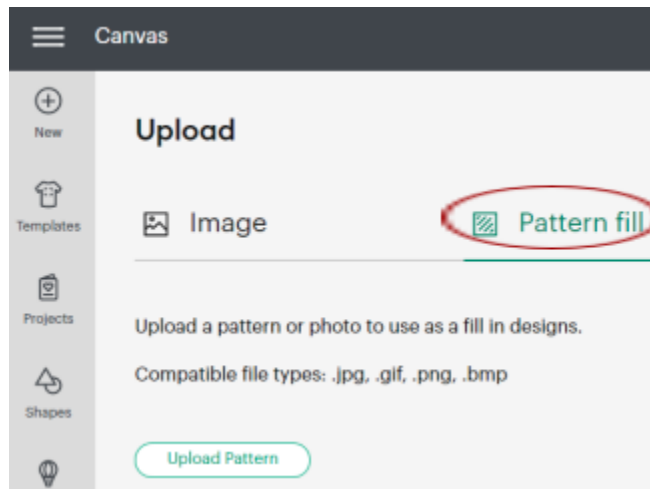 Canvas
New
Upload
Templates
Image
Pattern fill
Projects
Upload a pattern or photo to use as a fill in designs.
Compatible file types: .jpg, .gif, .png, .bmp
Shapes
Upload Pattern